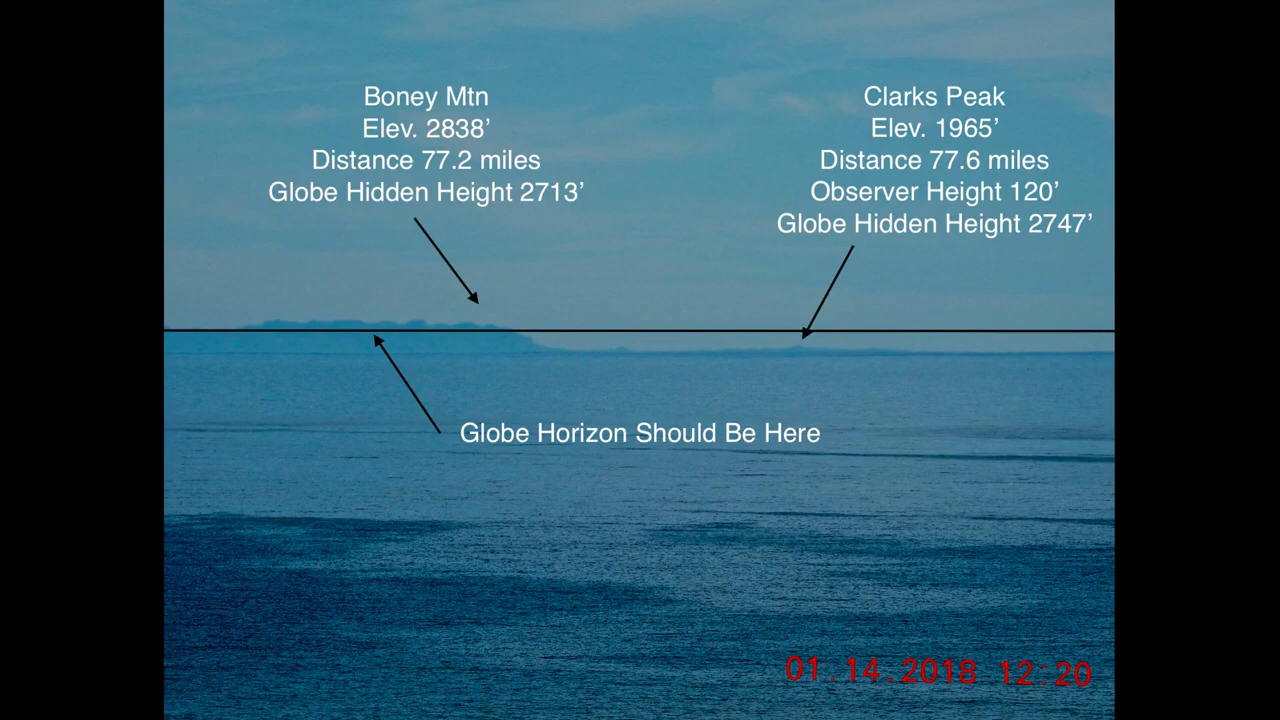 Boney Mtn
Elev. 2838’
Distance 77.2 miles
Globe Hidden Height 2713’
Clarks Peak
Elev. 1965’
Distance 77.6 miles
Observer Height 120’
Globe Hidden Height 2747’
Globe Horizon Should Be Here
01.14.2018 12:20